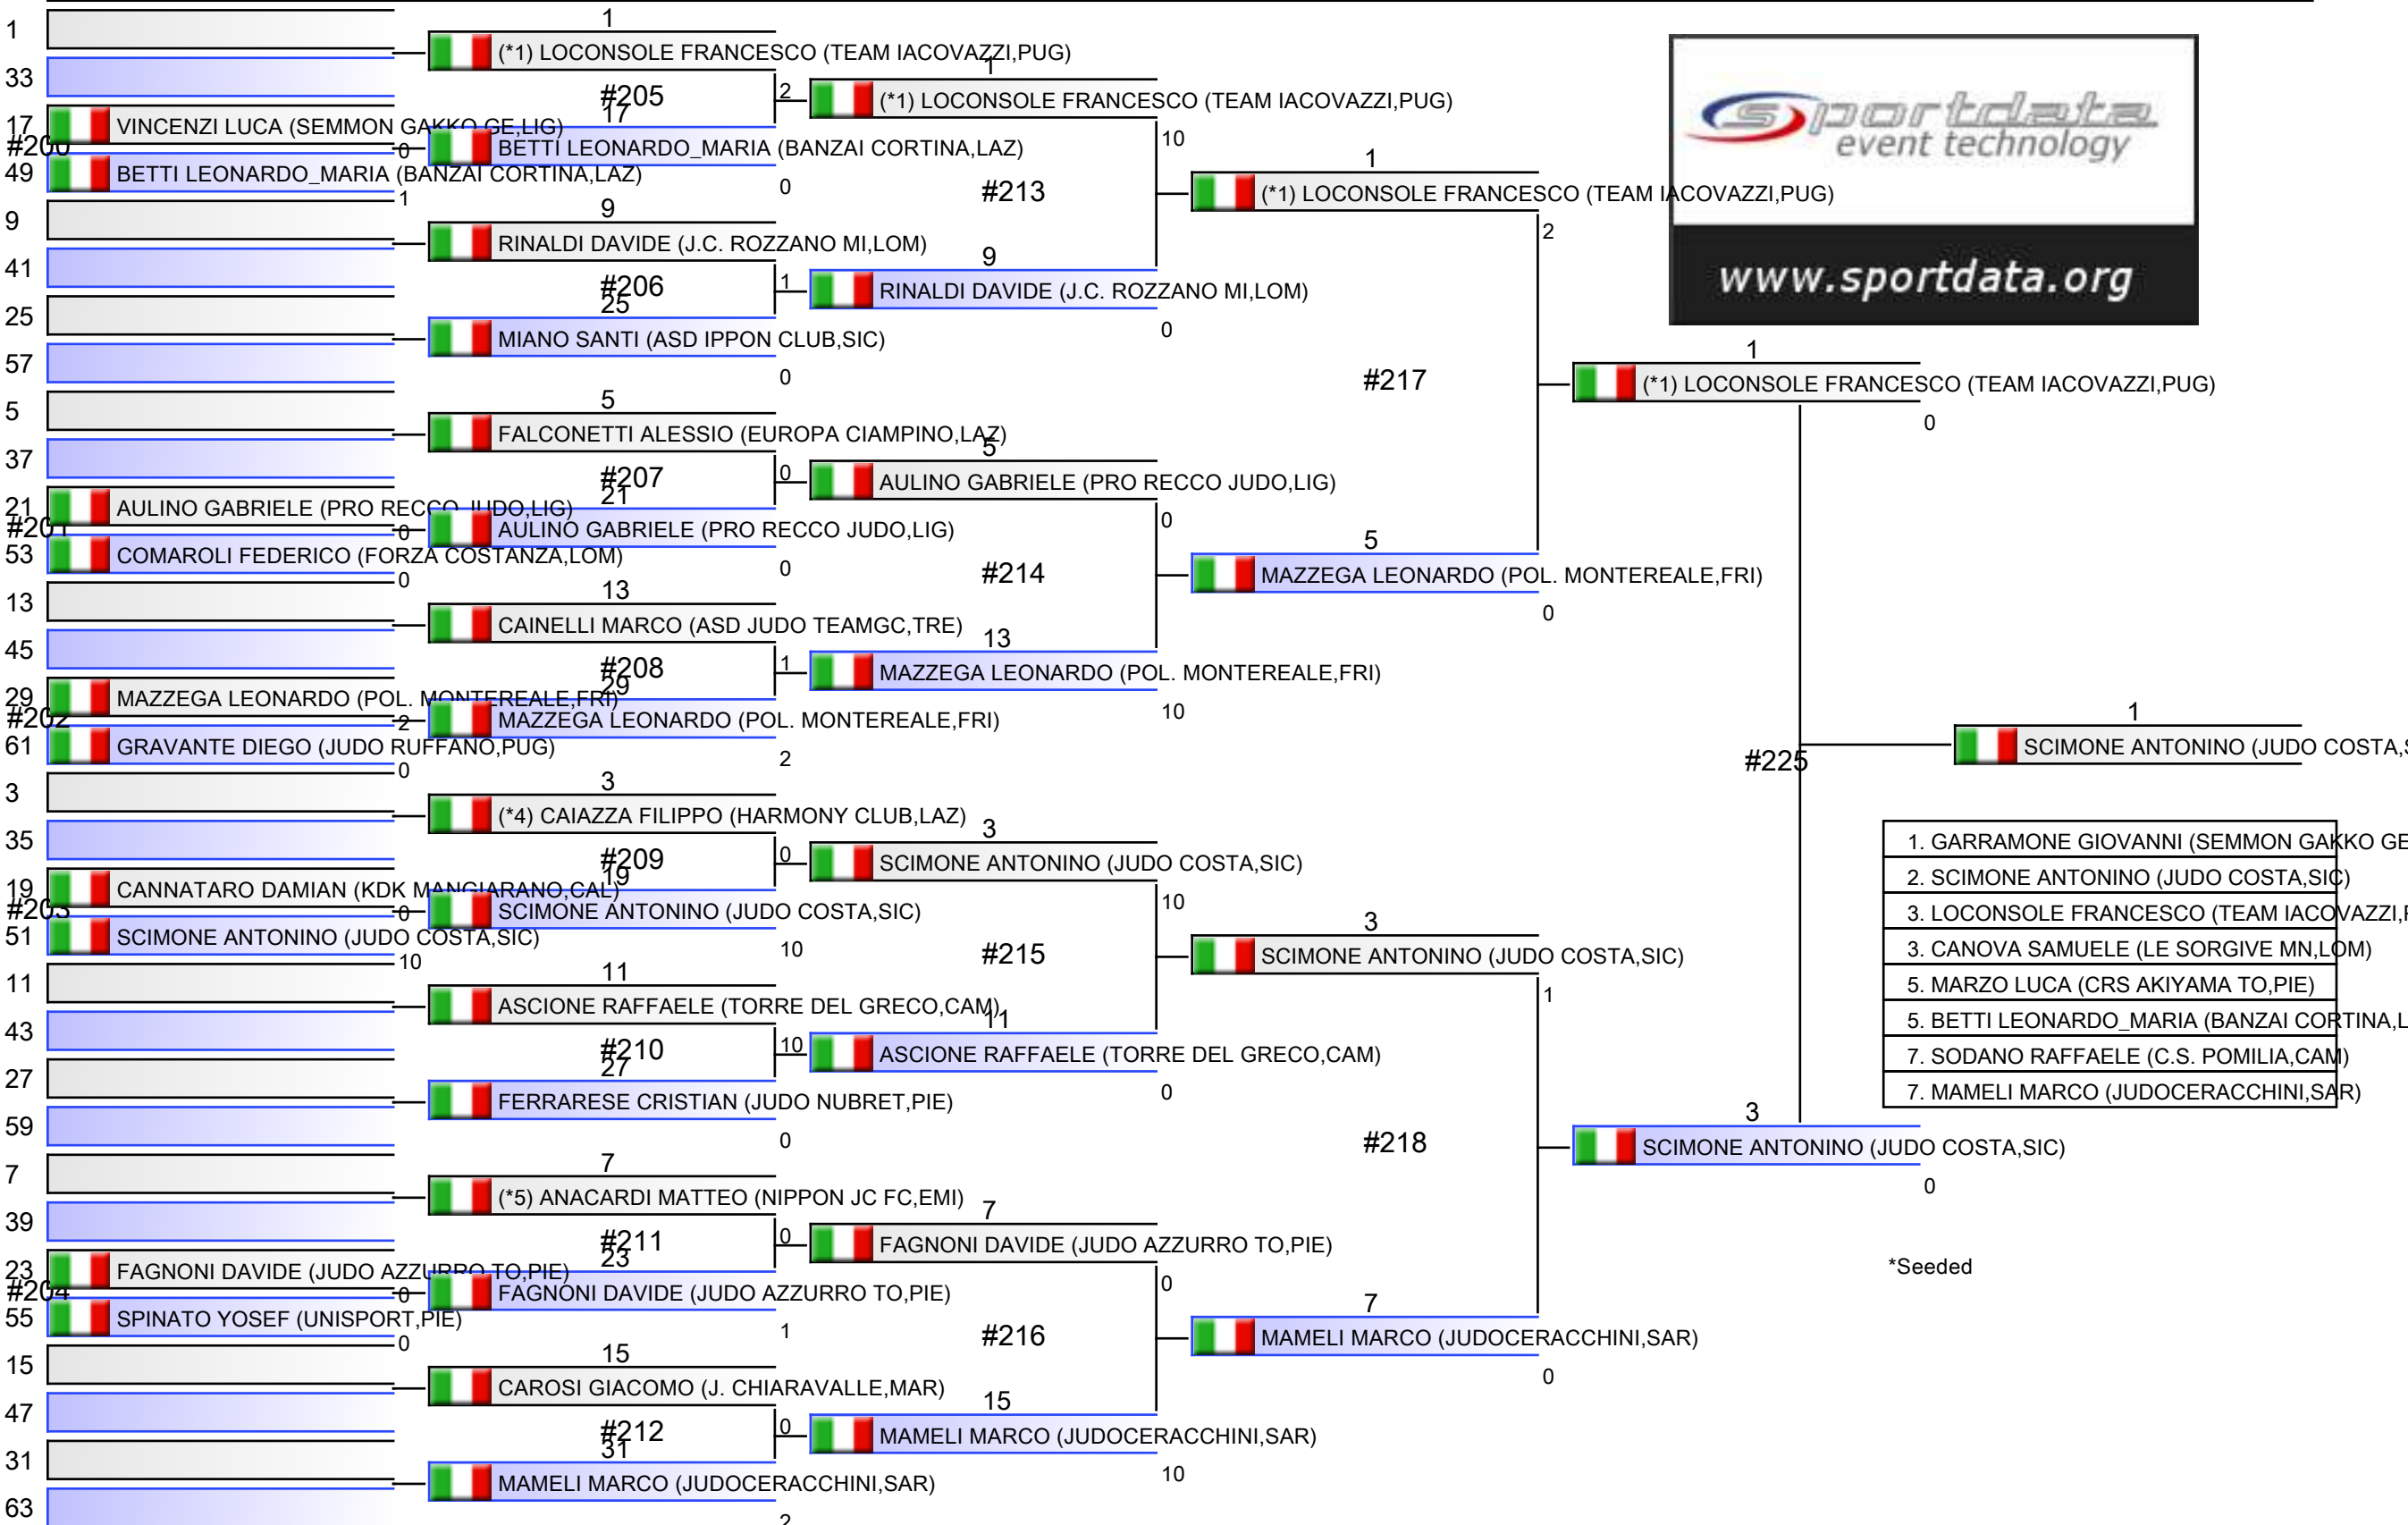 1
33
17
VINCENZI LUCA (SEMMON GAKKO GE,LIG)
0
#200
49
BETTI LEONARDO_MARIA (BANZAI CORTINA,LAZ)
1
9
41
25
57
5
37
21
AULINO GABRIELE (PRO RECCO JUDO,LIG)
0
#201
53
COMAROLI FEDERICO (FORZA COSTANZA,LOM)
0
13
45
29
MAZZEGA LEONARDO (POL. MONTEREALE,FRI)
2
#202
61
GRAVANTE DIEGO (JUDO RUFFANO,PUG)
0
3
35
19
CANNATARO DAMIAN (KDK MANGIARANO,CAL)
0
#203
51
SCIMONE ANTONINO (JUDO COSTA,SIC)
10
11
43
27
59
7
39
23
FAGNONI DAVIDE (JUDO AZZURRO TO,PIE)
0
#204
55
SPINATO YOSEF (UNISPORT,PIE)
0
15
47
31
63
1
(*1) LOCONSOLE FRANCESCO (TEAM IACOVAZZI,PUG)
2
#205
17
BETTI LEONARDO_MARIA (BANZAI CORTINA,LAZ)
0
9
RINALDI DAVIDE (J.C. ROZZANO MI,LOM)
1
#206
25
MIANO SANTI (ASD IPPON CLUB,SIC)
0
5
FALCONETTI ALESSIO (EUROPA CIAMPINO,LAZ)
0
#207
21
AULINO GABRIELE (PRO RECCO JUDO,LIG)
0
13
CAINELLI MARCO (ASD JUDO TEAMGC,TRE)
1
#208
29
MAZZEGA LEONARDO (POL. MONTEREALE,FRI)
2
3
(*4) CAIAZZA FILIPPO (HARMONY CLUB,LAZ)
0
#209
19
SCIMONE ANTONINO (JUDO COSTA,SIC)
10
11
ASCIONE RAFFAELE (TORRE DEL GRECO,CAM)
10
#210
27
FERRARESE CRISTIAN (JUDO NUBRET,PIE)
0
7
(*5) ANACARDI MATTEO (NIPPON JC FC,EMI)
0
#211
23
FAGNONI DAVIDE (JUDO AZZURRO TO,PIE)
1
15
CAROSI GIACOMO (J. CHIARAVALLE,MAR)
0
#212
31
MAMELI MARCO (JUDOCERACCHINI,SAR)
2
1
(*1) LOCONSOLE FRANCESCO (TEAM IACOVAZZI,PUG)
10
#213
9
RINALDI DAVIDE (J.C. ROZZANO MI,LOM)
0
5
AULINO GABRIELE (PRO RECCO JUDO,LIG)
0
#214
13
MAZZEGA LEONARDO (POL. MONTEREALE,FRI)
10
3
SCIMONE ANTONINO (JUDO COSTA,SIC)
10
#215
11
ASCIONE RAFFAELE (TORRE DEL GRECO,CAM)
0
7
FAGNONI DAVIDE (JUDO AZZURRO TO,PIE)
0
#216
15
MAMELI MARCO (JUDOCERACCHINI,SAR)
10
1
(*1) LOCONSOLE FRANCESCO (TEAM IACOVAZZI,PUG)
2
#217
5
MAZZEGA LEONARDO (POL. MONTEREALE,FRI)
0
3
SCIMONE ANTONINO (JUDO COSTA,SIC)
1
#218
7
MAMELI MARCO (JUDOCERACCHINI,SAR)
0
sportdata
event technology
www.sportdata.org
1
(*1) LOCONSOLE FRANCESCO (TEAM IACOVAZZI,PUG)
0
#225
3
SCIMONE ANTONINO (JUDO COSTA,SIC)
0
1
SCIMONE ANTONINO (JUDO COSTA,
1. GARRAMONE GIOVANNI (SEMMON GAKKO GE
2. SCIMONE ANTONINO (JUDO COSTA,SIC)
3. LOCONSOLE FRANCESCO (TEAM IACOVAZZI,
3. CANOVA SAMUELE (LE SORGIVE MN,LOM)
5. MARZO LUCA (CRS AKIYAMA TO,PIE)
5. BETTI LEONARDO_MARIA (BANZAI CORTINA,L
7. SODANO RAFFAELE (C.S. POMILIA,CAM)
7. MAMELI MARCO (JUDOCERACCHINI,SAR)
*Seeded